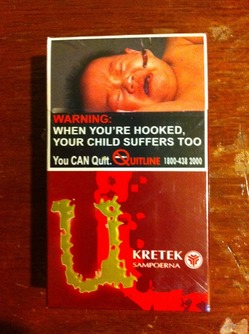 WARNING:
WHEN YOU'RE HOOKED,
YOUR CHILD SUFFERS TOO
You CAN Quit. QUITLINE 1800-438 2000
U
KRETEK
SAMPOERNA